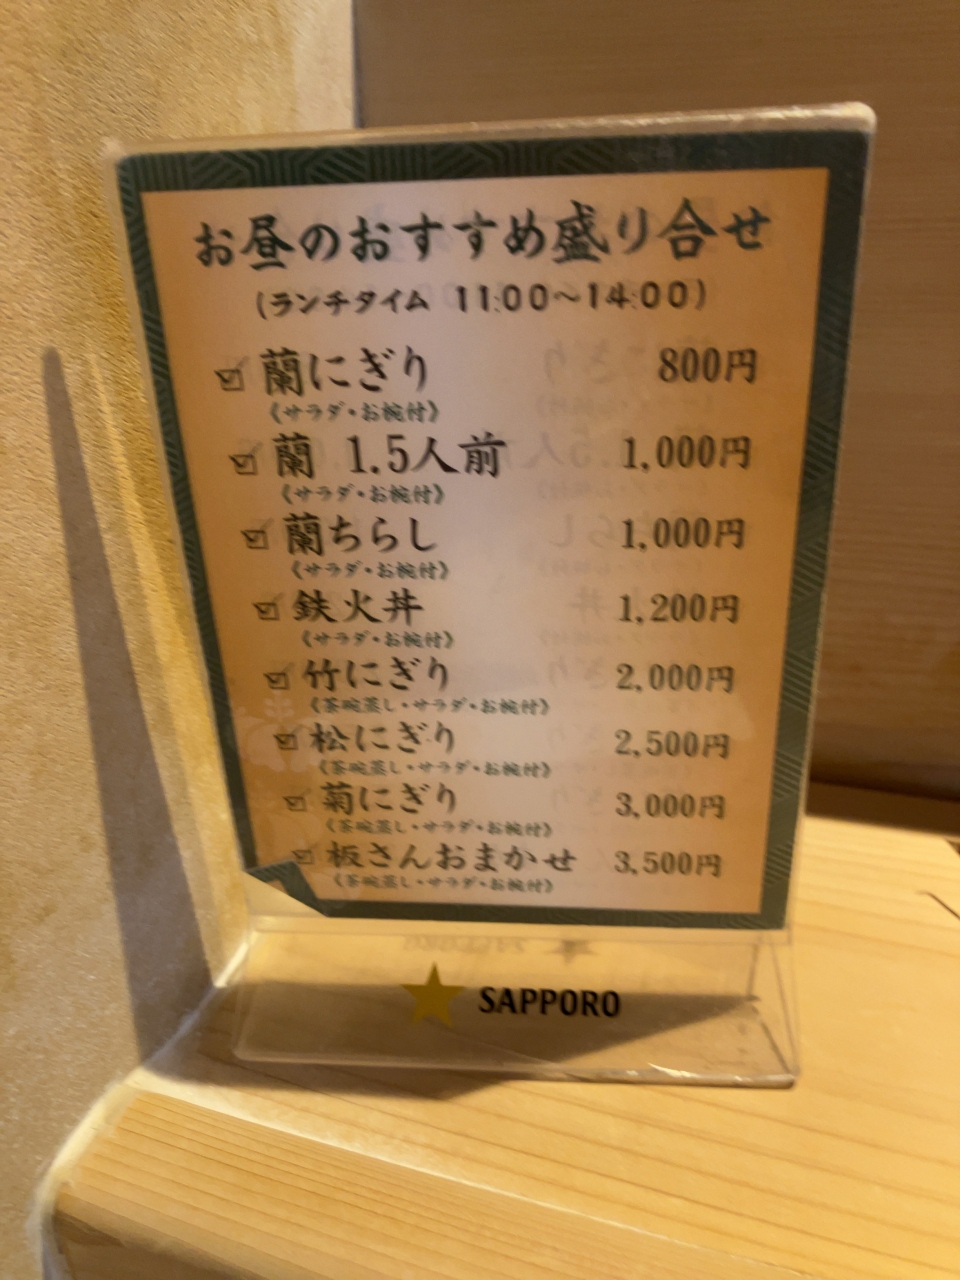 お昼のおすすめ盛り合せ
(ランチタイム 11:00～14:00)
蘭にぎり 800円
《サラダ・お椀付》
蘭 1.5人前 1,000円
《サラダ・お椀付》
蘭ちらし 1,000円
《サラダ・お椀付》
鉄火丼 1,200円
《サラダ・お椀付》
竹にぎり 2,000円
《茶碗蒸し・サラダ・お椀付》
松にぎり 2,500円
《茶碗蒸し・サラダ・お椀付》
菊にぎり 3,000円
《茶碗蒸し・サラダ・お椀付》
板さんおまかせ 3,500円
《茶碗蒸し・サラダ・お椀付》
SAPPORO